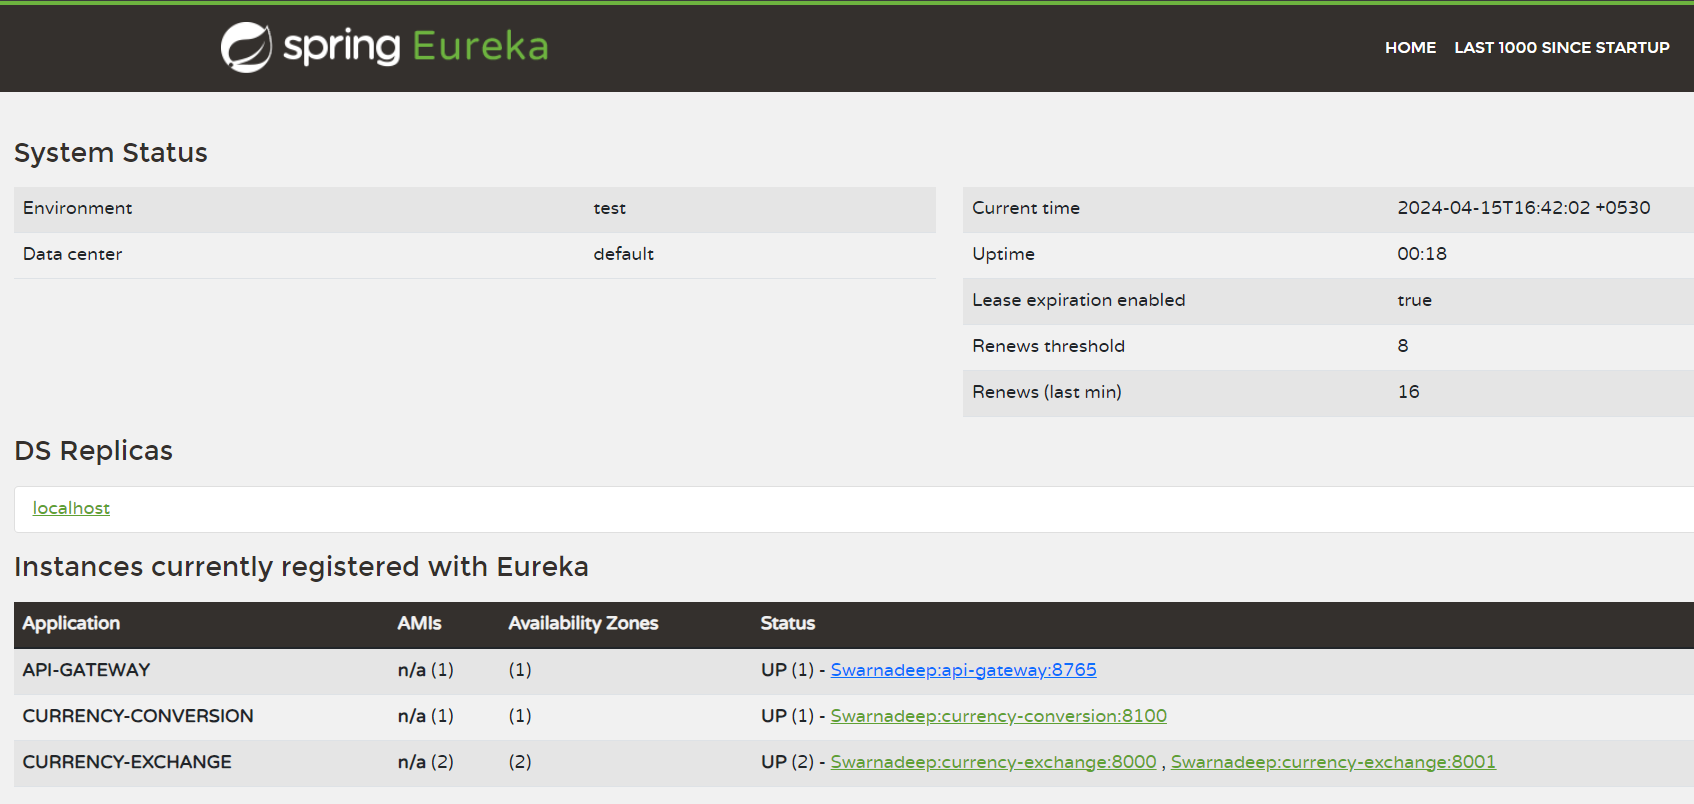 spring Eureka
HOME LAST 1000 SINCE STARTUP
System Status
Environment test
Data center default
Current time 2024-04-15T16:42:02 +0530
Uptime 00:18
Lease expiration enabled true
Renews threshold 8
Renews (last min) 16
DS Replicas
localhost
Instances currently registered with Eureka
Application AMIs Availability Zones Status
API-GATEWAY n/a (1) (1) UP (1) - Swarnadeep:api-gateway:8765
CURRENCY-CONVERSION n/a (1) (1) UP (1) - Swarnadeep:currency-conversion:8100
CURRENCY-EXCHANGE n/a (2) (2) UP (2) - Swarnadeep:currency-exchange:8000 , Swarnadeep:currency-exchange:8001